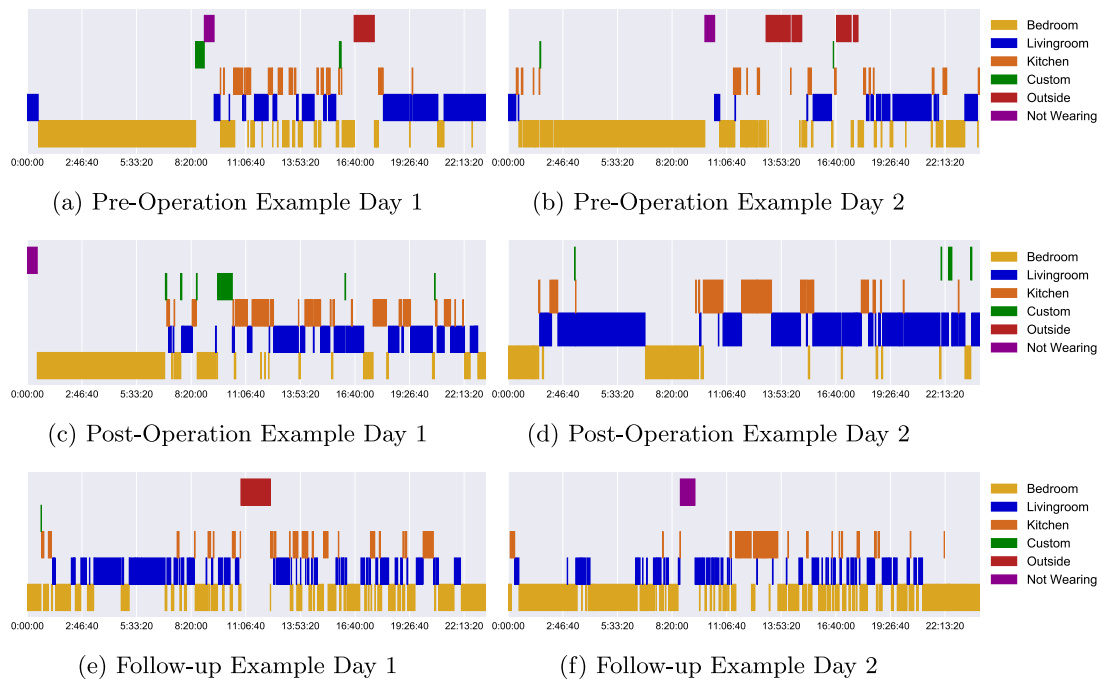 Bedroom
Livingroom
Kitchen
Custom
Outside
Not Wearing
0:00:00 2:46:40 5:33:20 8:20:00 11:06:40 13:53:20 16:40:00 19:26:40 22:13:20
0:00:00 2:46:40 5:33:20 8:20:00 11:06:40 13:53:20 16:40:00 19:26:40 22:13:20
(a) Pre-Operation Example Day 1
(b) Pre-Operation Example Day 2
Bedroom
Livingroom
Kitchen
Custom
Outside
Not Wearing
0:00:00 2:46:40 5:33:20 8:20:00 11:06:40 13:53:20 16:40:00 19:26:40 22:13:20
0:00:00 2:46:40 5:33:20 8:20:00 11:06:40 13:53:20 16:40:00 19:26:40 22:13:20
(c) Post-Operation Example Day 1
(d) Post-Operation Example Day 2
Bedroom
Livingroom
Kitchen
Custom
Outside
Not Wearing
0:00:00 2:46:40 5:33:20 8:20:00 11:06:40 13:53:20 16:40:00 19:26:40 22:13:20
0:00:00 2:46:40 5:33:20 8:20:00 11:06:40 13:53:20 16:40:00 19:26:40 22:13:20
(e) Follow-up Example Day 1
(f) Follow-up Example Day 2